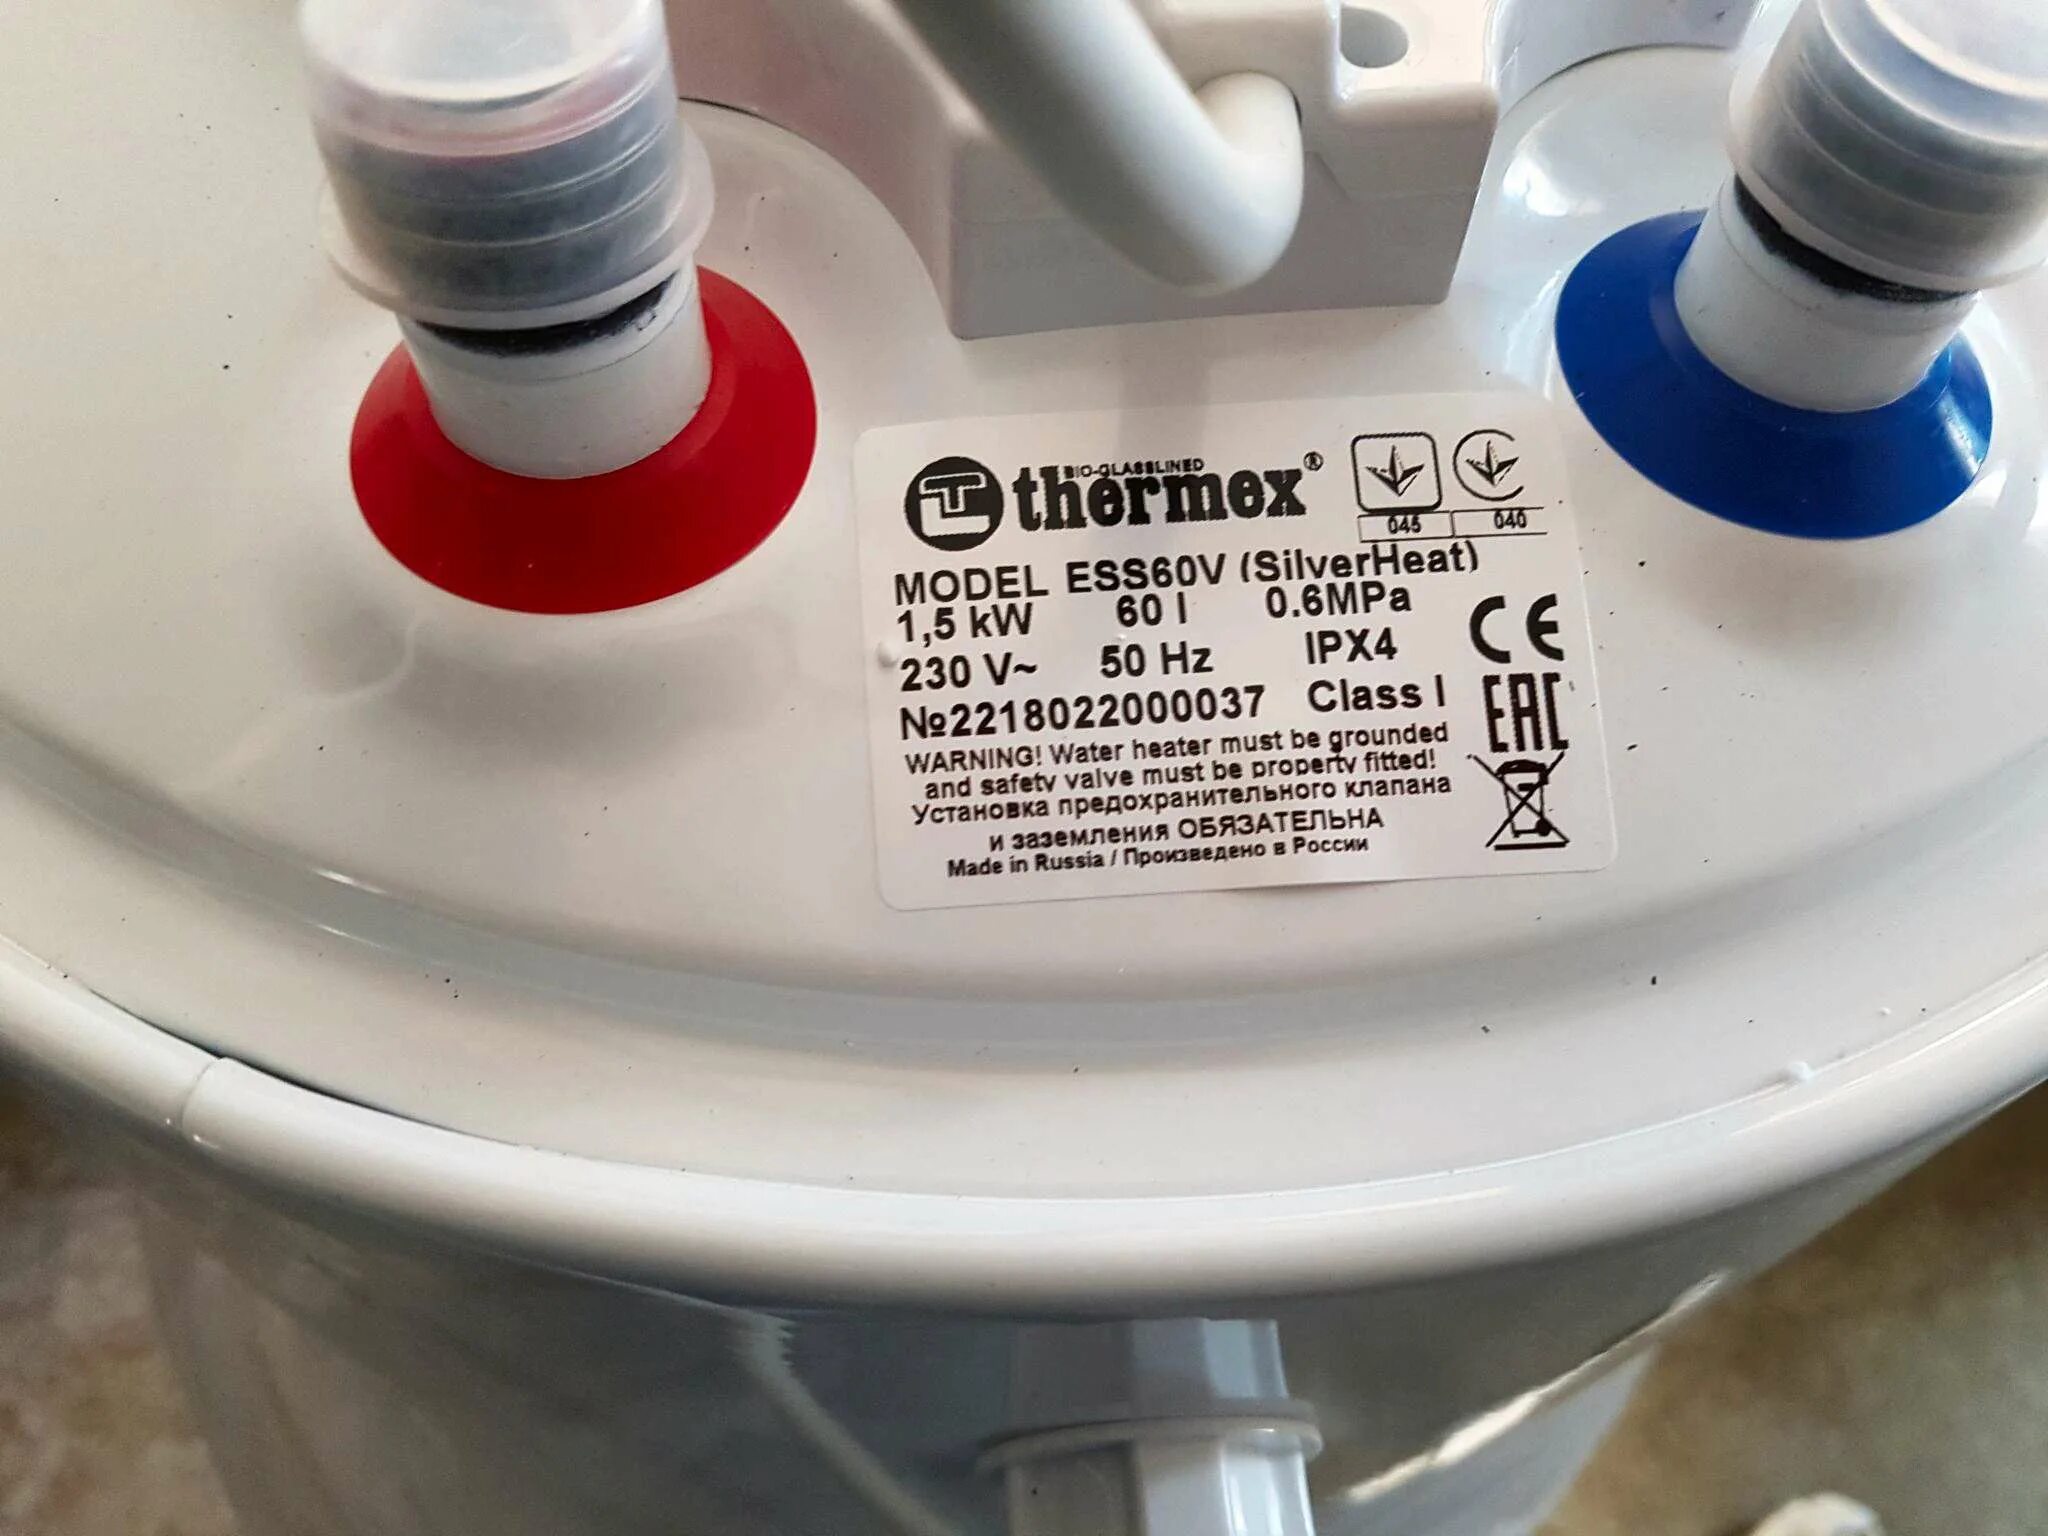 BIO-GLASSLINED
thermex®
045 040
MODEL ESS60V (SilverHeat)
1,5 kW 60 l 0.6MPa
230 V~ 50 Hz IPX4
№2218022000037 Class I
CE
EAC
WARNING! Water heater must be grounded
and safety valve must be property fitted!
Установка предохранительного клапана
и заземления ОБЯЗАТЕЛЬНА
Made in Russia / Произведено в России